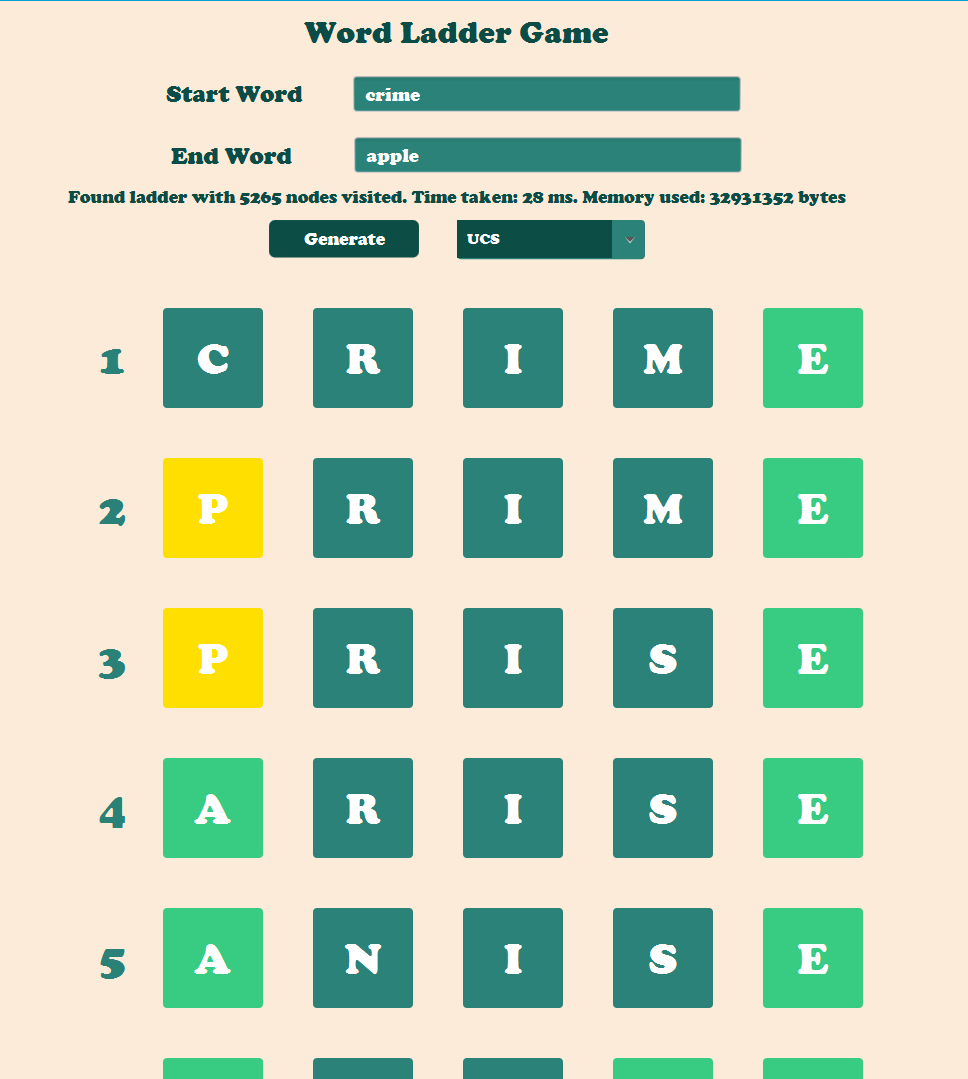 Word Ladder Game
Start Word crime
End Word apple
Found ladder with 5265 nodes visited. Time taken: 28 ms. Memory used: 32931352 bytes
Generate UCS
1 C R I M E
2 P R I M E
3 P R I S E
4 A R I S E
5 A N I S E